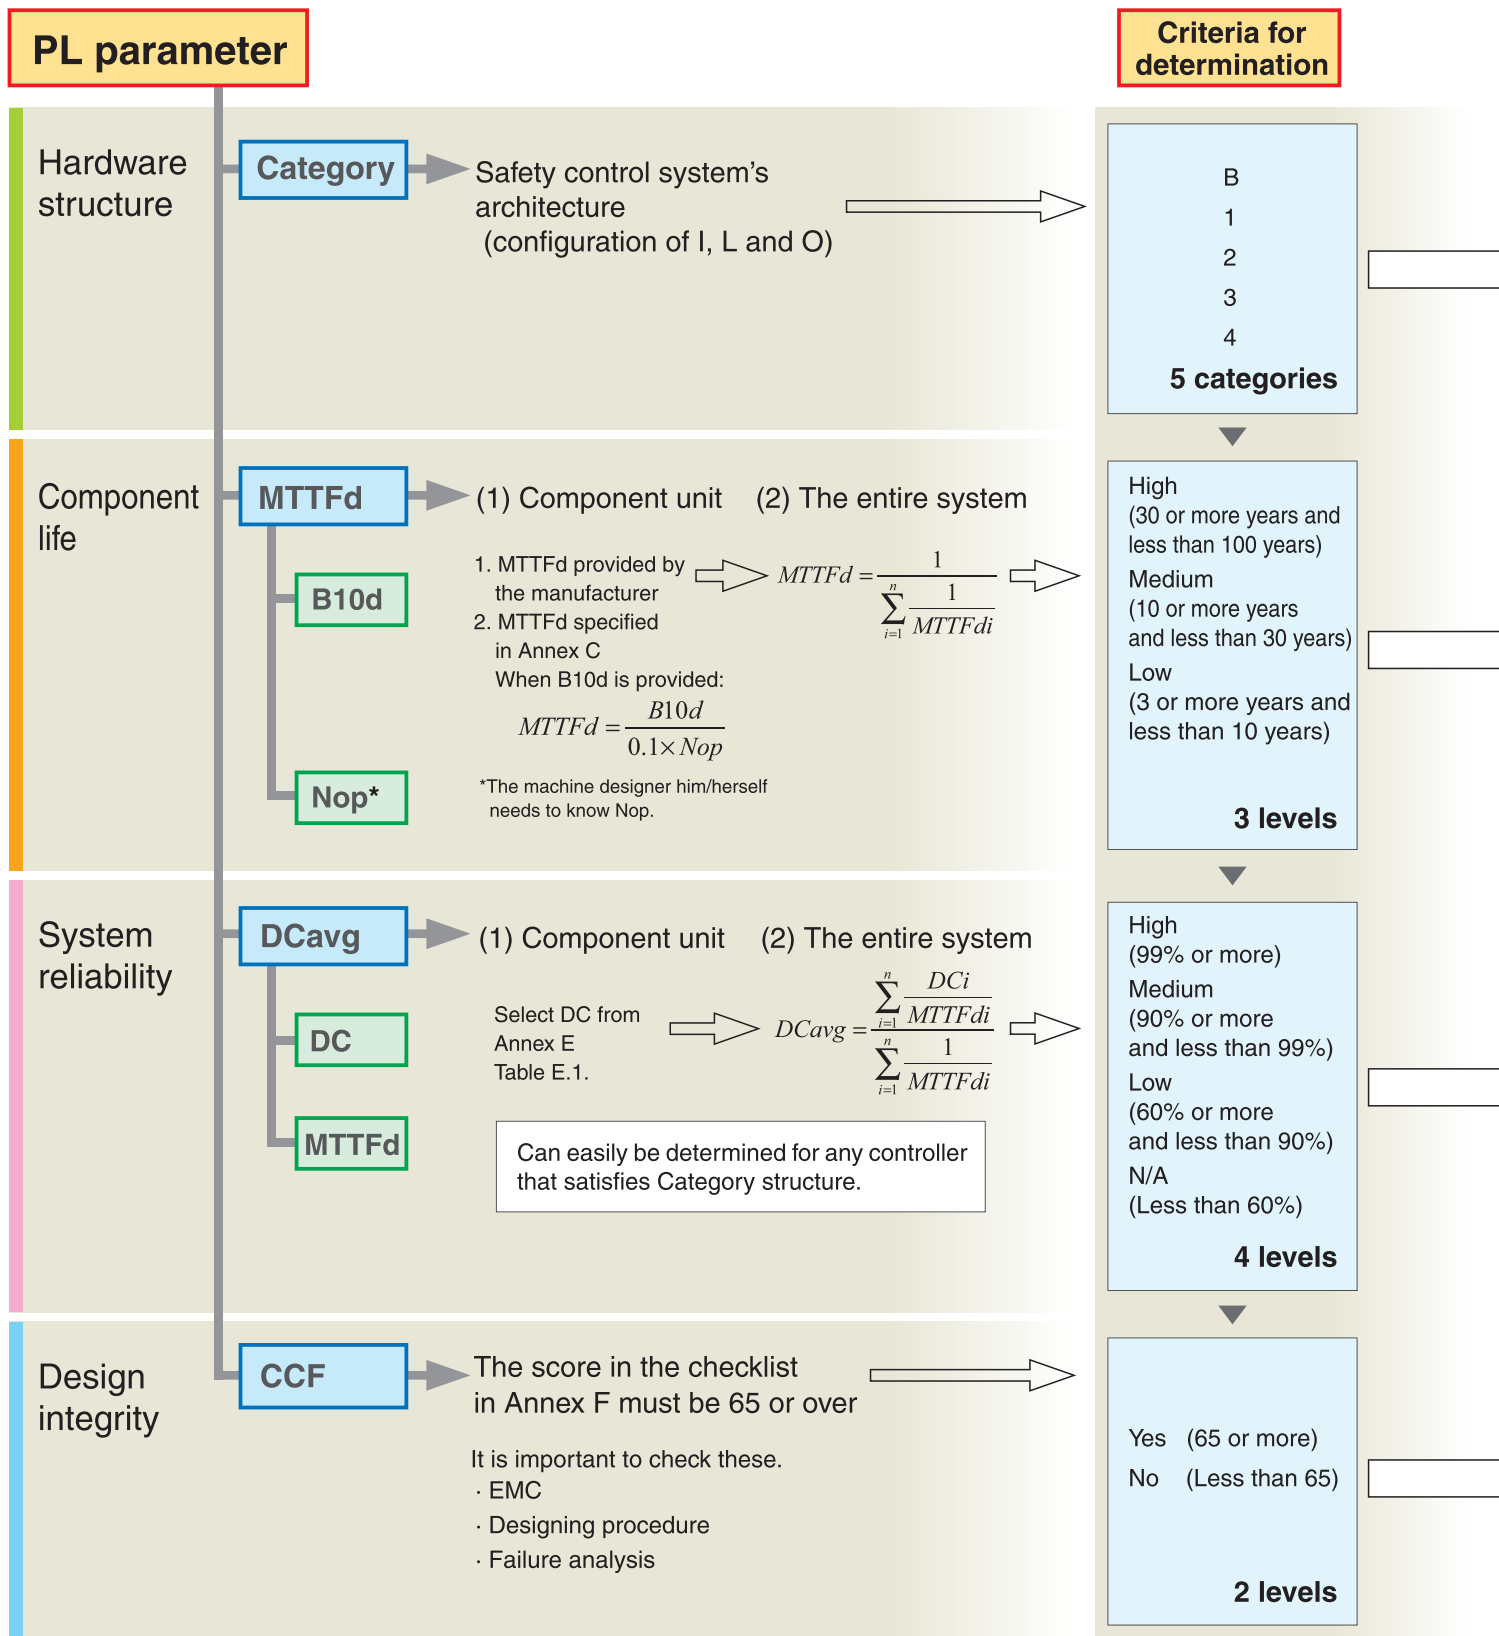 PL parameter
Criteria for
determination
Hardware
structure
Category
Safety control system's
architecture
(configuration of I, L and O)
B
1
2
3
4
5 categories
Component
life
MTTFd
(1) Component unit
(2) The entire system
B10d
Nop*
1. MTTFd provided by
the manufacturer
2. MTTFd specified
in Annex C
When B10d is provided:
MTTFd = B10d / 0.1× Nop
*The machine designer him/herself
needs to know Nop.
MTTFd = 1 / ∑ i=1 n 1 / MTTFdi
High
(30 or more years and
less than 100 years)
Medium
(10 or more years
and less than 30 years)
Low
(3 or more years and
less than 10 years)
3 levels
System
reliability
DCavg
(1) Component unit
(2) The entire system
DC
MTTFd
Select DC from
Annex E
Table E.1.
DCavg = ∑ i=1 n DCi / MTTFdi / ∑ i=1 n 1 / MTTFdi
Can easily be determined for any controller
that satisfies Category structure.
High
(99% or more)
Medium
(90% or more
and less than 99%)
Low
(60% or more
and less than 90%)
N/A
(Less than 60%)
4 levels
Design
integrity
CCF
The score in the checklist
in Annex F must be 65 or over
It is important to check these.
· EMC
· Designing procedure
· Failure analysis
Yes (65 or more)
No (Less than 65)
2 levels